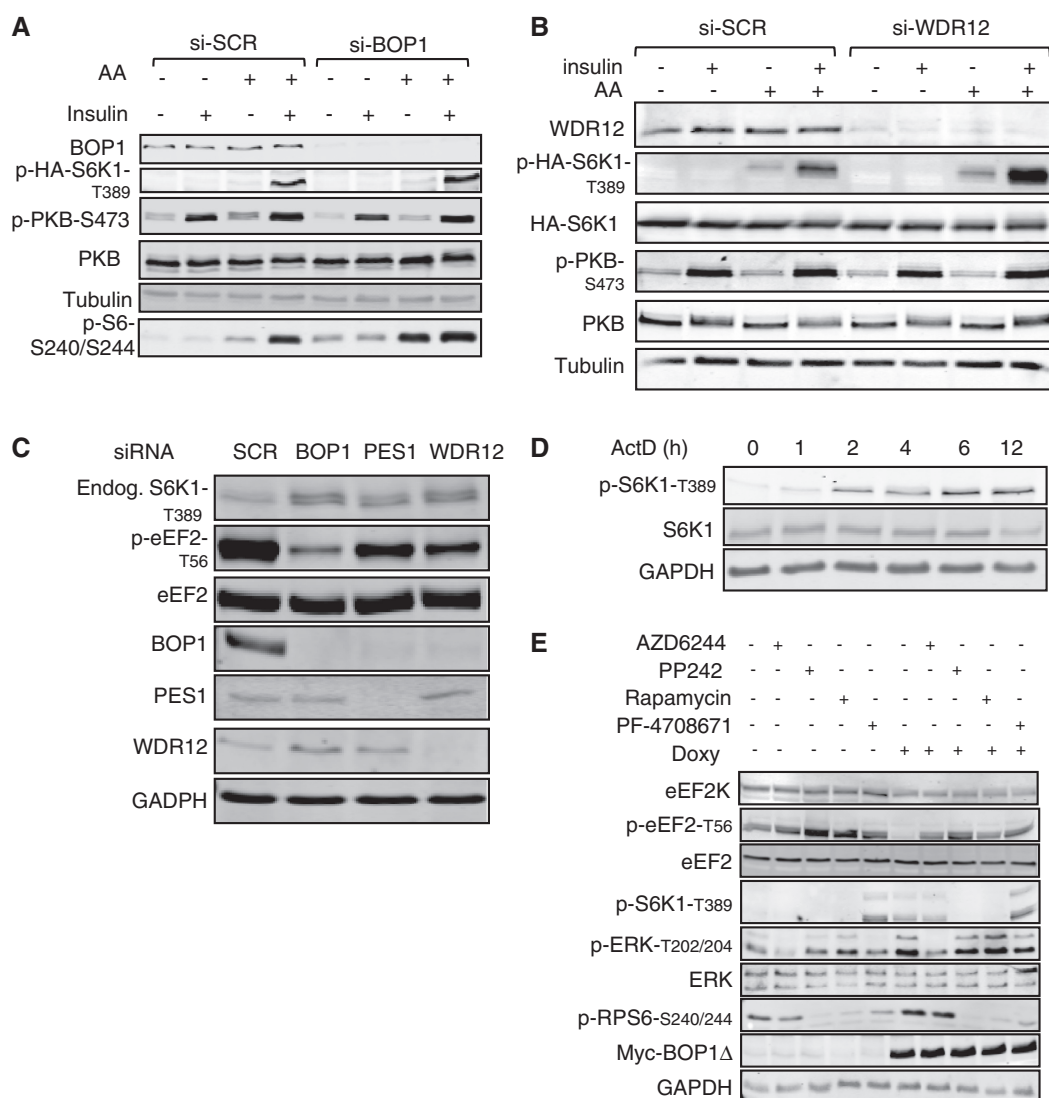 A
si-SCR si-BOP1
AA - - + + - - + +
Insulin - + - + - + - +
BOP1
p-HA-S6K1-
T389
p-PKB-S473
PKB
Tubulin
p-S6-
S240/S244
B
si-SCR si-WDR12
insulin - + - + - + - +
AA - - + + - - + +
WDR12
p-HA-S6K1-
T389
HA-S6K1
p-PKB-
S473
PKB
Tubulin
C
siRNA SCR BOP1 PES1 WDR12
Endog. S6K1-
T389
p-eEF2-
T56
eEF2
BOP1
PES1
WDR12
GADPH
D
ActD (h) 0 1 2 4 6 12
p-S6K1-T389
S6K1
GAPDH
E
AZD6244 - + - - - - + - - -
PP242 - - + - - - - + - -
Rapamycin - - - + - - - - + -
PF-4708671 - - - - + - - - - +
Doxy - - - - - + + + + +
eEF2K
p-eEF2-T56
eEF2
p-S6K1-T389
p-ERK-T202/204
ERK
p-RPS6-S240/244
Myc-BOP1Δ
GAPDH